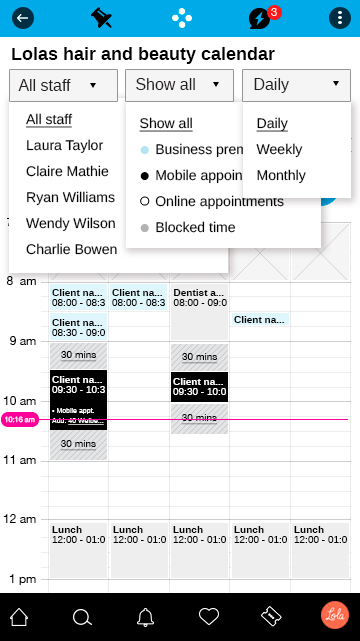 3
Lolas hair and beauty calendar
All staff
Show all
Daily
All staff
Laura Taylor
Claire Mathie
Ryan Williams
Wendy Wilson
Charlie Bowen
Show all
Business prem
Mobile appoin
Online appointments
Blocked time
Daily
Weekly
Monthly
8 am
Client na...
08:00 - 08:3
Client na...
08:00 - 08:3
Dentist a...
08:00 - 09:0
Client na...
08:30 - 09:0
Client na...
9 am
30 mins
30 mins
Client na...
09:30 - 10:3
Client na...
09:30 - 10:0
10 am
• Mobile appt.
Add: 40 Welbe...
10:16 am
30 mins
30 mins
11 am
12 am
Lunch
12:00 - 01:0
Lunch
12:00 - 01:0
Lunch
12:00 - 01:0
Lunch
12:00 - 01:0
Lunch
12:00 - 01:0
1 pm
Lola